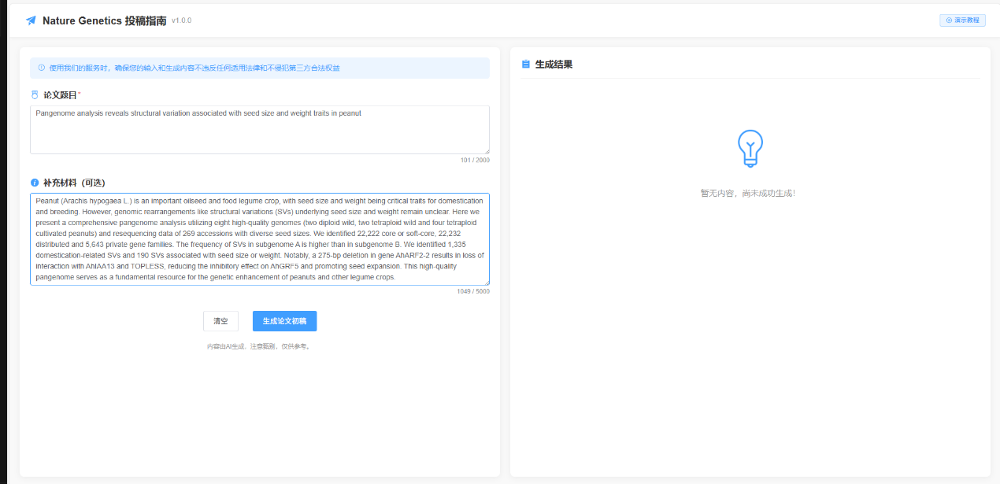 Nature Genetics 投稿指南 v1.0.0
演示教程
使用我们的服务时，确保您的输入和生成内容不违反任何适用法律和不侵犯第三方合法权益
论文题目*
Pangenome analysis reveals structural variation associated with seed size and weight traits in peanut
101 / 2000
补充材料（可选）
Peanut (Arachis hypogaea L.) is an important oilseed and food legume crop, with seed size and weight being critical traits for domestication
and breeding. However, genomic rearrangements like structural variations (SVs) underlying seed size and weight remain unclear. Here we
present a comprehensive pangenome analysis utilizing eight high-quality genomes (two diploid wild, two tetraploid wild and four tetraploid
cultivated peanuts) and resequencing data of 269 accessions with diverse seed sizes. We identified 22,222 core or soft-core, 22,232
distributed and 5,643 private gene families. The frequency of SVs in subgenome A is higher than in subgenome B. We identified 1,335
domestication-related SVs and 190 SVs associated with seed size or weight. Notably, a 275-bp deletion in gene AhARF2-2 results in loss of
interaction with AhIAA13 and TOPLESS, reducing the inhibitory effect on AhGRF5 and promoting seed expansion. This high-quality
pangenome serves as a fundamental resource for the genetic enhancement of peanuts and other legume crops.
1049 / 5000
清空
生成论文初稿
内容由AI生成，注意甄别，仅供参考。
生成结果
暂无内容，尚未成功生成！